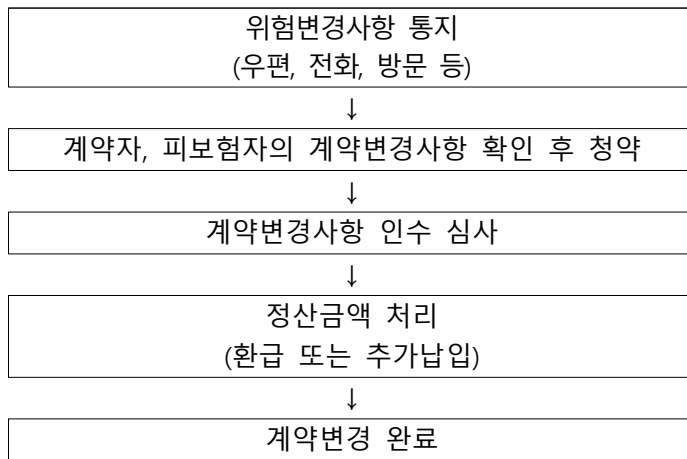 위험변경사항 통지
(우편, 전화, 방문 등)
↓
계약자, 피보험자의 계약변경사항 확인 후 청약
↓
계약변경사항 인수 심사
↓
정산금액 처리
(환급 또는 추가납입)
↓
계약변경 완료